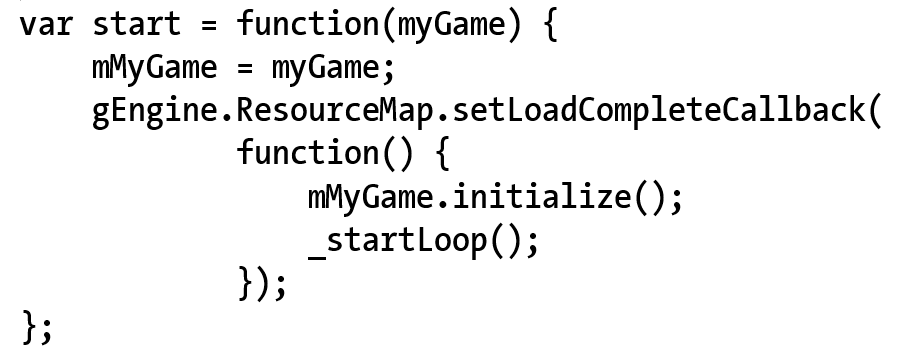 var start = function(myGame) {
    mMyGame = myGame;
    gEngine.ResourceMap.setLoadCompleteCallback(
            function() {
                mMyGame.initialize();
                _startLoop();
            });
};